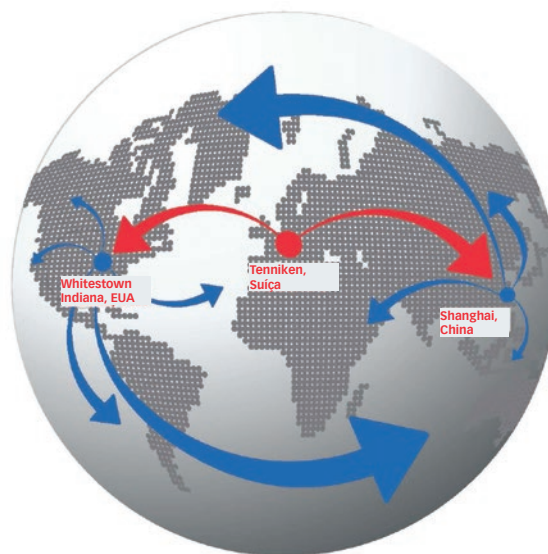 Whitestown
Indiana, EUA
Tenniken,
Suíça
Shanghai,
China